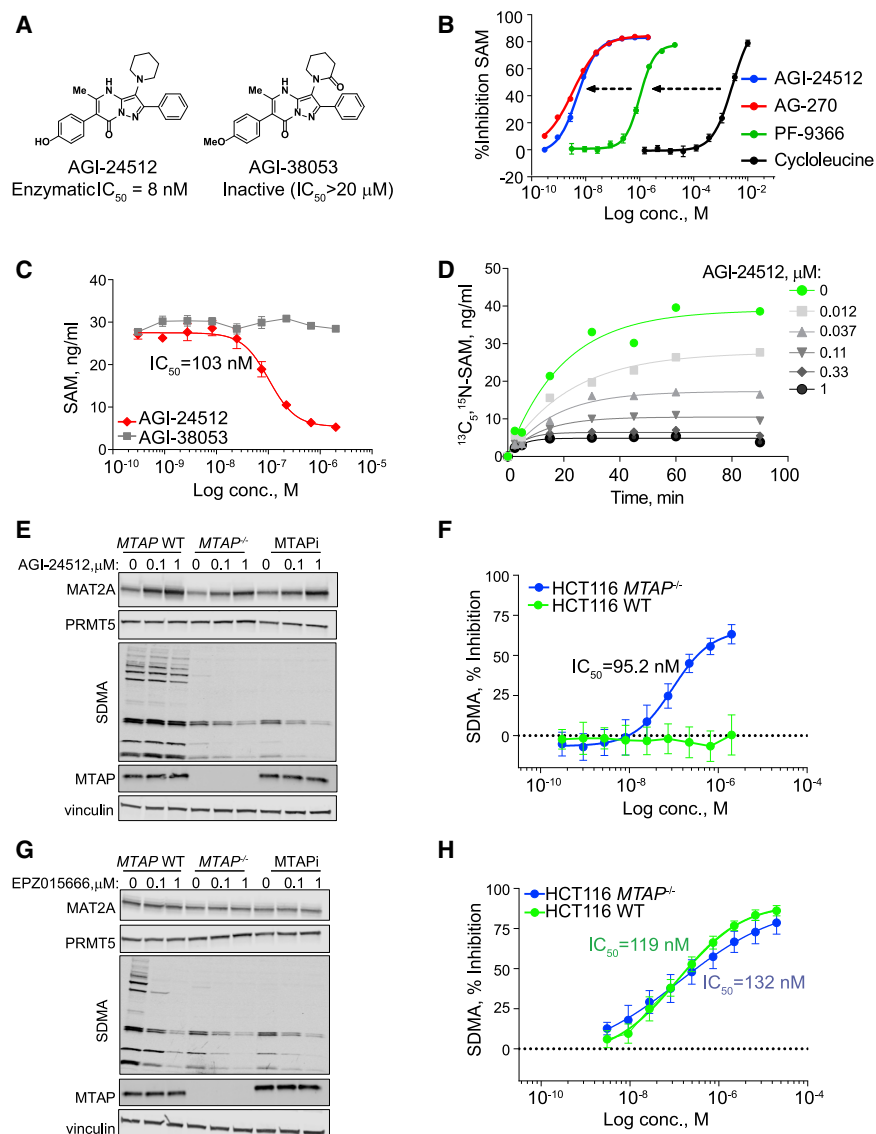 A
NH
N
N
N
Me
O
HO
AGI-24512
Enzymatic IC50 = 8 nM
NH
N
O
N
N
Me
O
MeO
AGI-38053
Inactive (IC50>20 μM)
B
%Inhibition SAM
100
80
60
40
20
0
-20
10-10
10-8
10-6
10-4
10-2
Log conc., M
AGI-24512
AG-270
PF-9366
Cycloleucine
C
SAM, ng/ml
40
30
20
10
0
IC50=103 nM
AGI-24512
AGI-38053
10-10
10-9
10-8
10-7
10-6
10-5
Log conc., M
D
13C5,15N-SAM, ng/ml
50
40
30
20
10
0
0
20
40
60
80
100
Time, min
AGI-24512, μM:
0
0.012
0.037
0.11
0.33
1
E
MTAP WT MTAP-/- MTAPi
AGI-24512,μM: 0 0.1 1 0 0.1 1 0 0.1 1
MAT2A
PRMT5
SDMA
MTAP
vinculin
F
SDMA, % Inhibition
100
75
50
25
0
HCT116 MTAP-/-
HCT116 WT
IC50=95.2 nM
10-10
10-8
10-6
10-4
Log conc., M
G
MTAP WT MTAP-/- MTAPi
EPZ015666,μM: 0 0.1 1 0 0.1 1 0 0.1 1
MAT2A
PRMT5
SDMA
MTAP
vinculin
H
SDMA, % Inhibition
100
75
50
25
0
HCT116 MTAP-/-
HCT116 WT
IC50=119 nM
IC50=132 nM
10-10
10-8
10-6
10-4
Log conc., M